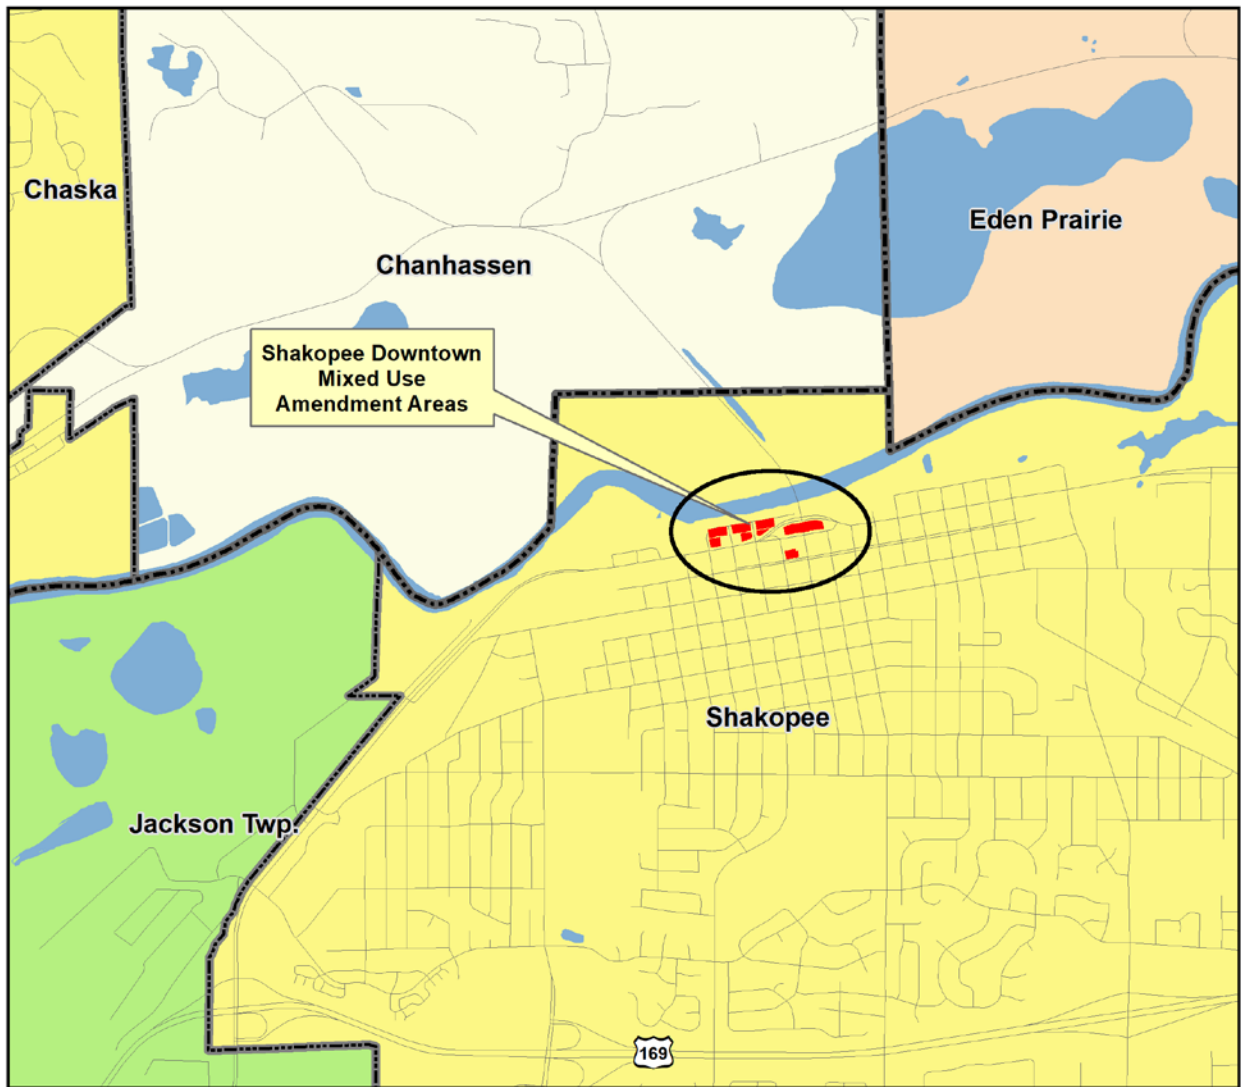 Chaska
Eden Prairie
Chanhassen
Shakopee Downtown
Mixed Use
Amendment Areas
Shakopee
Jackson Twp.
169